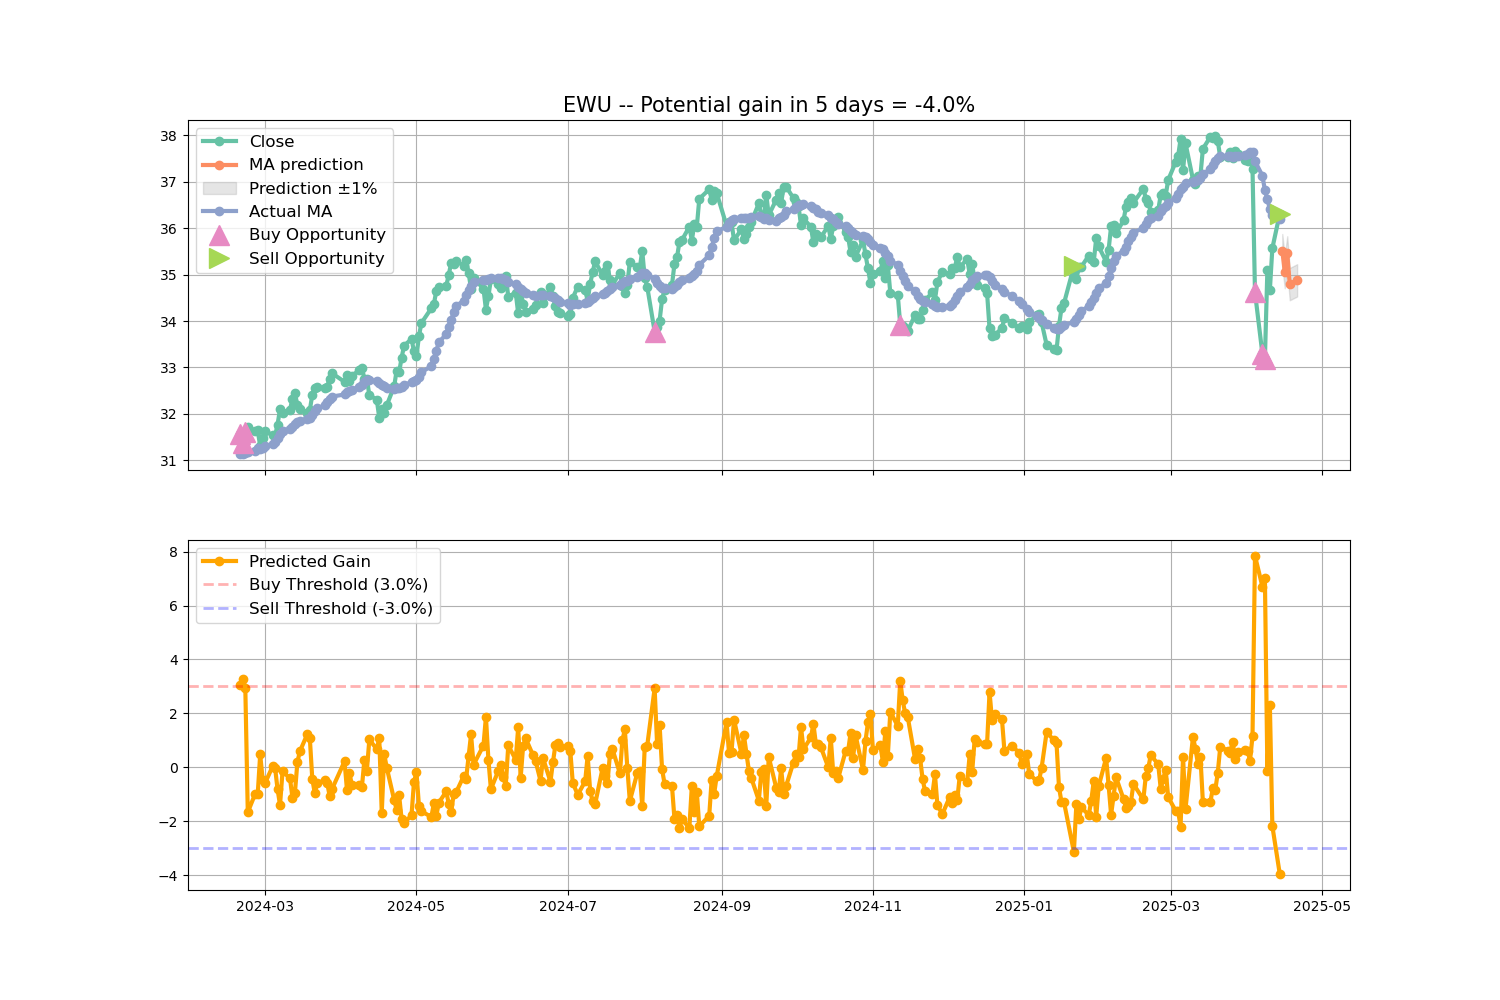 EWU -- Potential gain in 5 days = -4.0%
38
37
36
35
34
33
32
31
Close
MA prediction
Prediction ±1%
Actual MA
Buy Opportunity
Sell Opportunity
8
6
4
2
0
−2
−4
Predicted Gain
Buy Threshold (3.0%)
Sell Threshold (-3.0%)
2024-03
2024-05
2024-07
2024-09
2024-11
2025-01
2025-03
2025-05